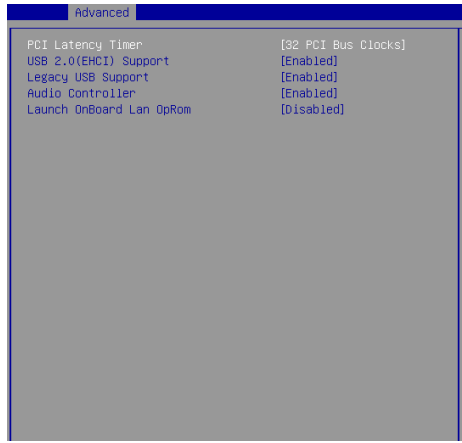 Advanced
PCI Latency Timer [32 PCI Bus Clocks]
USB 2.0(EHCI) Support [Enabled]
Legacy USB Support [Enabled]
Audio Controller [Enabled]
Launch OnBoard Lan OpRom [Disabled]